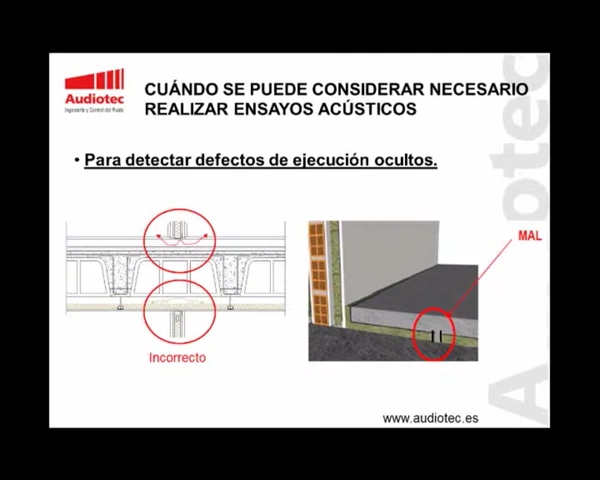 Audiotec
Ingeniería y Control del Ruido
CUÁNDO SE PUEDE CONSIDERAR NECESARIO
REALIZAR ENSAYOS ACÚSTICOS
• Para detectar defectos de ejecución ocultos.
MAL
Incorrecto
www.audiotec.es
Audiotec